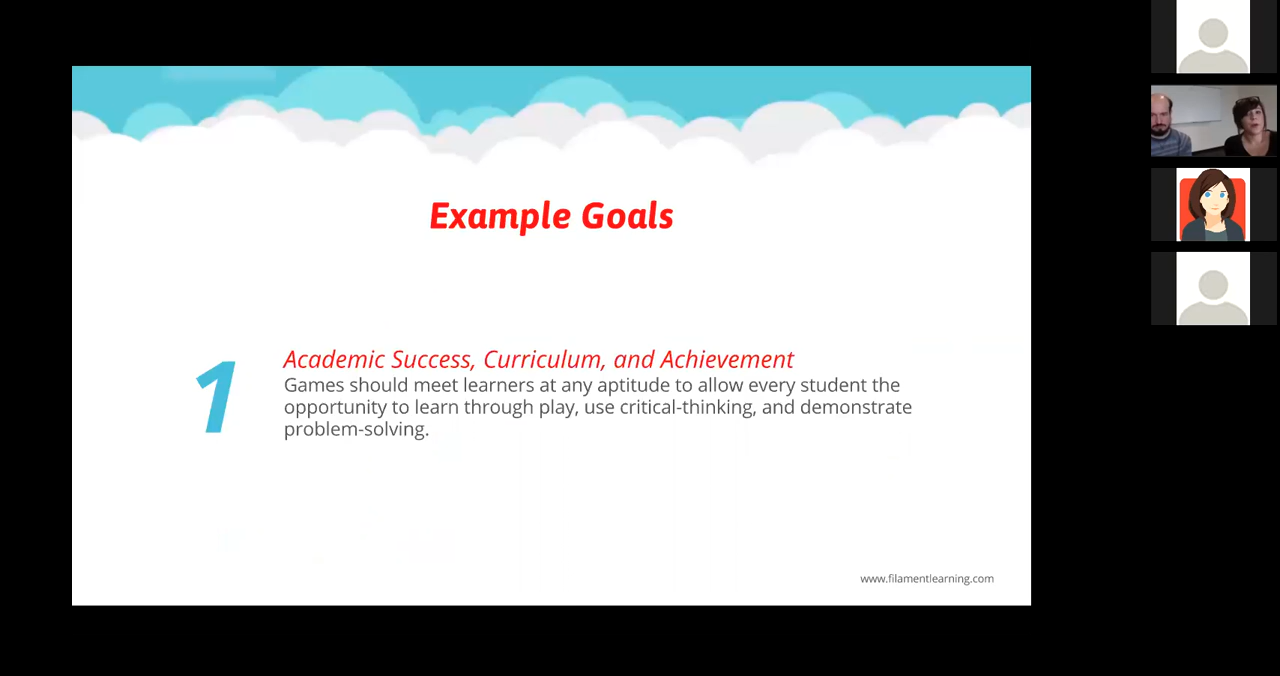 Example Goals
1
Academic Success, Curriculum, and Achievement
Games should meet learners at any aptitude to allow every student the
opportunity to learn through play, use critical-thinking, and demonstrate
problem-solving.
www.filamentlearning.com